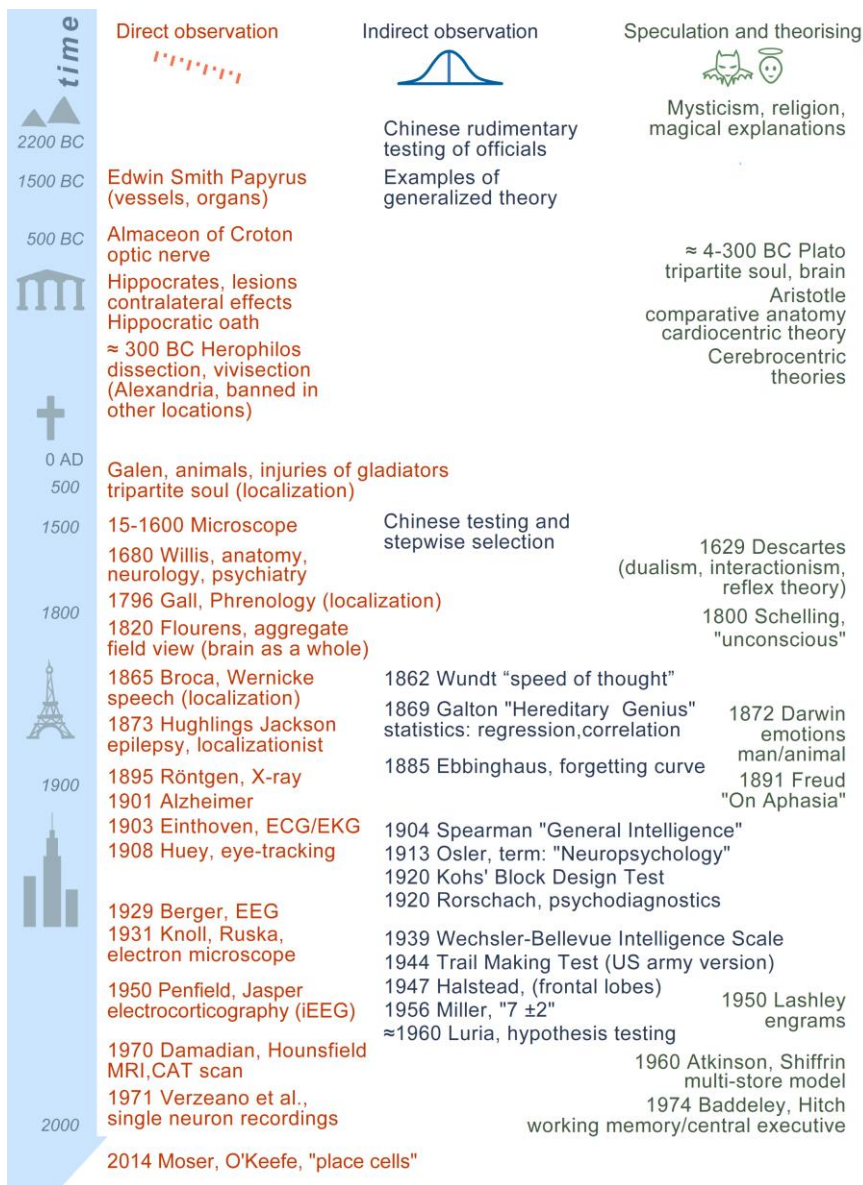 time
2200 BC
1500 BC
500 BC
0 AD
500
1500
1800
1900
2000
Direct observation
Edwin Smith Papyrus
(vessels, organs)
Almaceon of Croton
optic nerve
Hippocrates, lesions
contralateral effects
Hippocratic oath
≈ 300 BC Herophilos
dissection, vivisection
(Alexandria, banned in
other locations)
Galen, animals, injuries of gladiators
tripartite soul (localization)
15-1600 Microscope
1680 Willis, anatomy,
neurology, psychiatry
1796 Gall, Phrenology (localization)
1820 Flourens, aggregate
field view (brain as a whole)
1865 Broca, Wernicke
speech (localization)
1873 Hughlings Jackson
epilepsy, localizationist
1895 Röntgen, X-ray
1901 Alzheimer
1903 Einthoven, ECG/EKG
1908 Huey, eye-tracking
1929 Berger, EEG
1931 Knoll, Ruska,
electron microscope
1950 Penfield, Jasper
electrocorticography (iEEG)
1970 Damadian, Hounsfield
MRI,CAT scan
1971 Verzeano et al.,
single neuron recordings
2014 Moser, O'Keefe, "place cells"
Indirect observation
Chinese rudimentary
testing of officials
Examples of
generalized theory
Chinese testing and
stepwise selection
1862 Wundt “speed of thought”
1869 Galton "Hereditary Genius"
statistics: regression,correlation
1885 Ebbinghaus, forgetting curve
1904 Spearman "General Intelligence"
1913 Osler, term: "Neuropsychology"
1920 Kohs' Block Design Test
1920 Rorschach, psychodiagnostics
1939 Wechsler-Bellevue Intelligence Scale
1944 Trail Making Test (US army version)
1947 Halstead, (frontal lobes)
1956 Miller, "7 ±2"
≈1960 Luria, hypothesis testing
Speculation and theorising
Mysticism, religion,
magical explanations
≈ 4-300 BC Plato
tripartite soul, brain
Aristotle
comparative anatomy
cardiocentric theory
Cerebrocentric
theories
1629 Descartes
(dualism, interactionism,
reflex theory)
1800 Schelling,
"unconscious"
1872 Darwin
emotions
man/animal
1891 Freud
"On Aphasia"
1950 Lashley
engrams
1960 Atkinson, Shiffrin
multi-store model
1974 Baddeley, Hitch
working memory/central executive